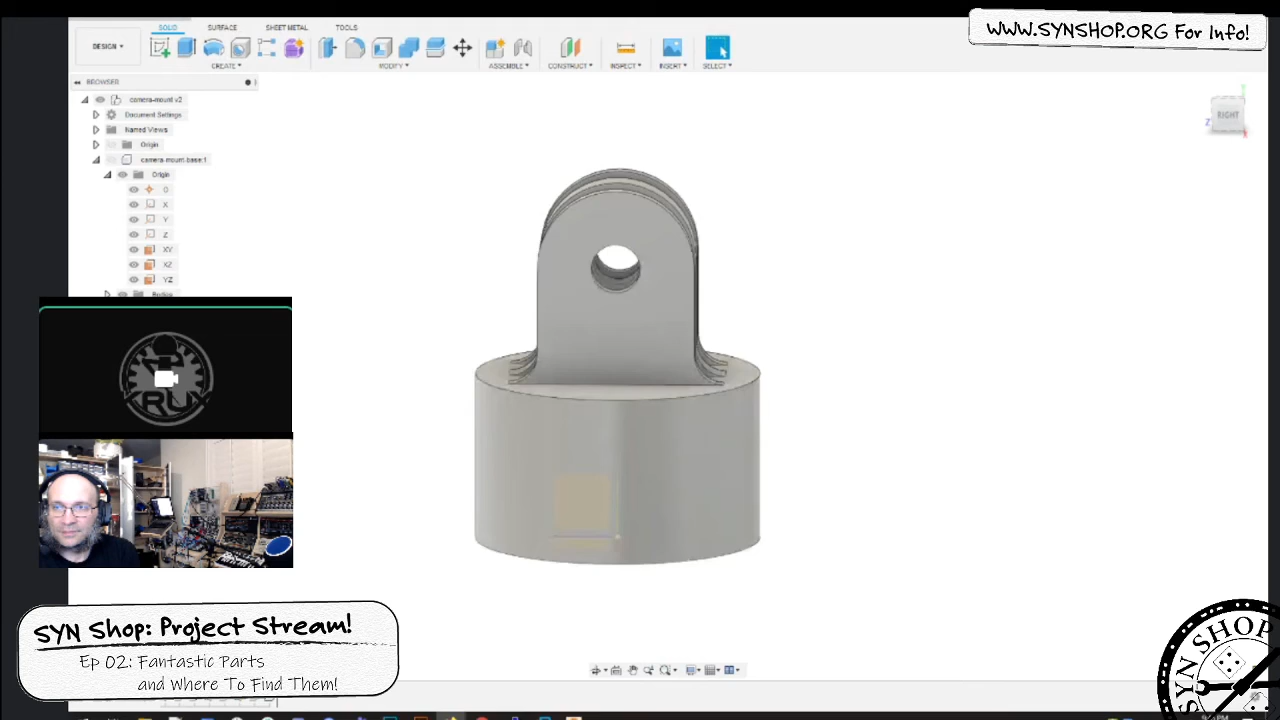 WWW.SYNSHOP.ORG For Info!
SOLID SURFACE SHEET METAL TOOLS
DESIGN
CREATE MODIFY ASSEMBLE CONSTRUCT INSPECT INSERT SELECT
BROWSER
camera-mount v2
Document Settings
Named Views
Origin
camera-mount-base:1
Origin
O
X
Y
Z
XY
XZ
YZ
Bodies
RIGHT
Z
KRUX
SYN Shop: Project Stream!
Ep 02: Fantastic Parts
and Where To Find Them!
SYN SHOP